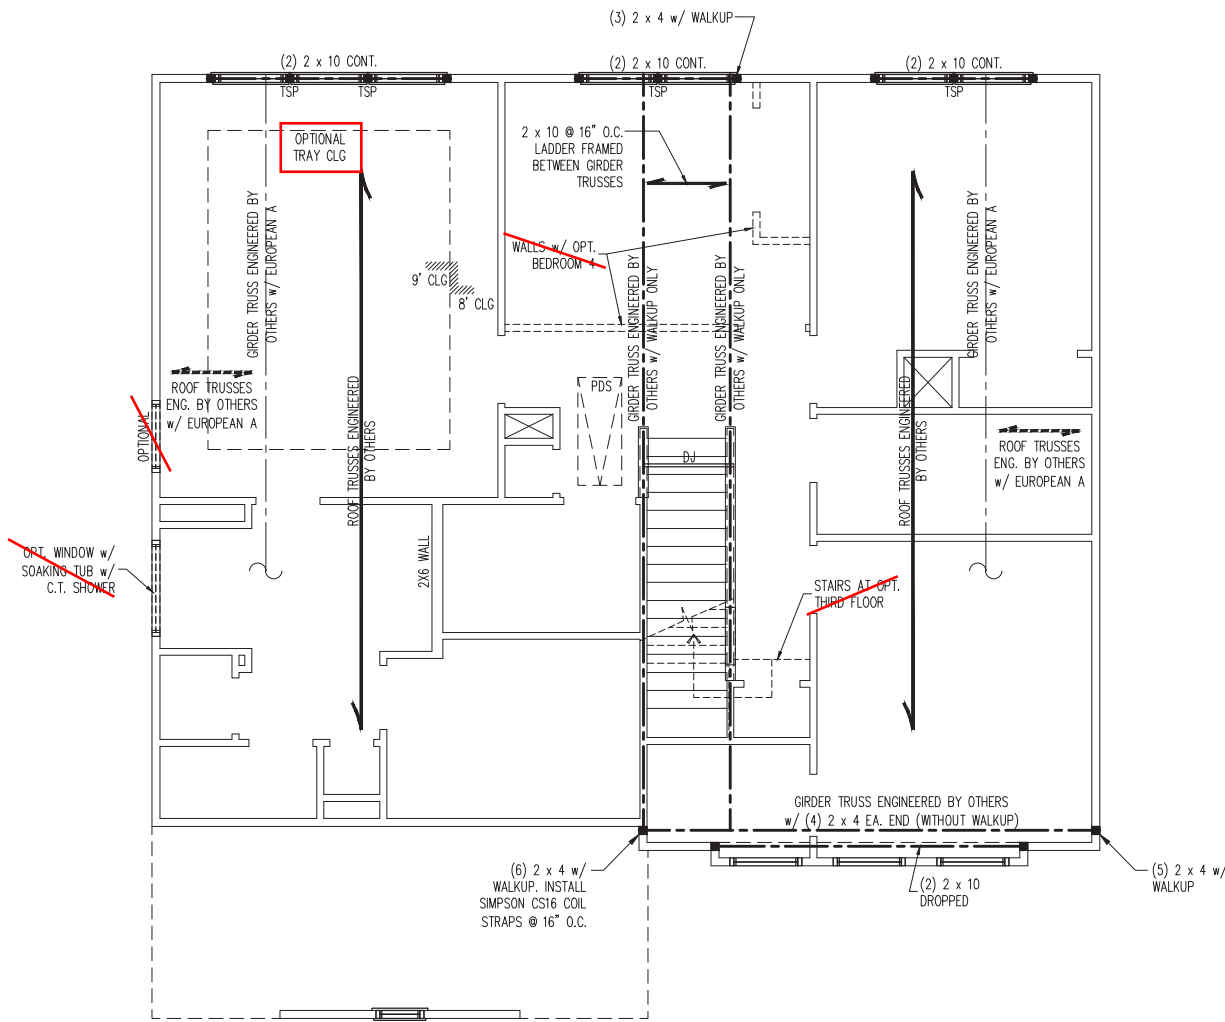 (3) 2 x 4 w/ WALKUP
(2) 2 x 10 CONT.
(2) 2 x 10 CONT.
(2) 2 x 10 CONT.
TSP
TSP
TSP
TSP
OPTIONAL
TRAY CLG
2 x 10 @ 16" O.C.
LADDER FRAMED
BETWEEN GIRDER
TRUSSES
GIRDER TRUSS ENGINEERED BY
OTHERS w/ EUROPEAN A
WALLS w/ OPT.
BEDROOM 4
9' CLG
8' CLG
GIRDER TRUSS ENGINEERED BY
OTHERS w/ WALKUP ONLY
GIRDER TRUSS ENGINEERED BY
OTHERS w/ WALKUP ONLY
GIRDER TRUSS ENGINEERED BY
OTHERS w/ EUROPEAN A
ROOF TRUSSES
ENG. BY OTHERS
w/ EUROPEAN A
OPTIONAL
ROOF TRUSSES ENGINEERED
BY OTHERS
PDS
DJ
ROOF TRUSSES ENGINEERED
BY OTHERS
ROOF TRUSSES
ENG. BY OTHERS
w/ EUROPEAN A
OPT. WINDOW w/
SOAKING TUB w/
C.T. SHOWER
2X6 WALL
STAIRS AT OPT.
THIRD FLOOR
GIRDER TRUSS ENGINEERED BY OTHERS
w/ (4) 2 x 4 EA. END (WITHOUT WALKUP)
(6) 2 x 4 w/
WALKUP. INSTALL
SIMPSON CS16 COIL
STRAPS @ 16" O.C.
(2) 2 x 10
DROPPED
(5) 2 x 4 w/
WALKUP